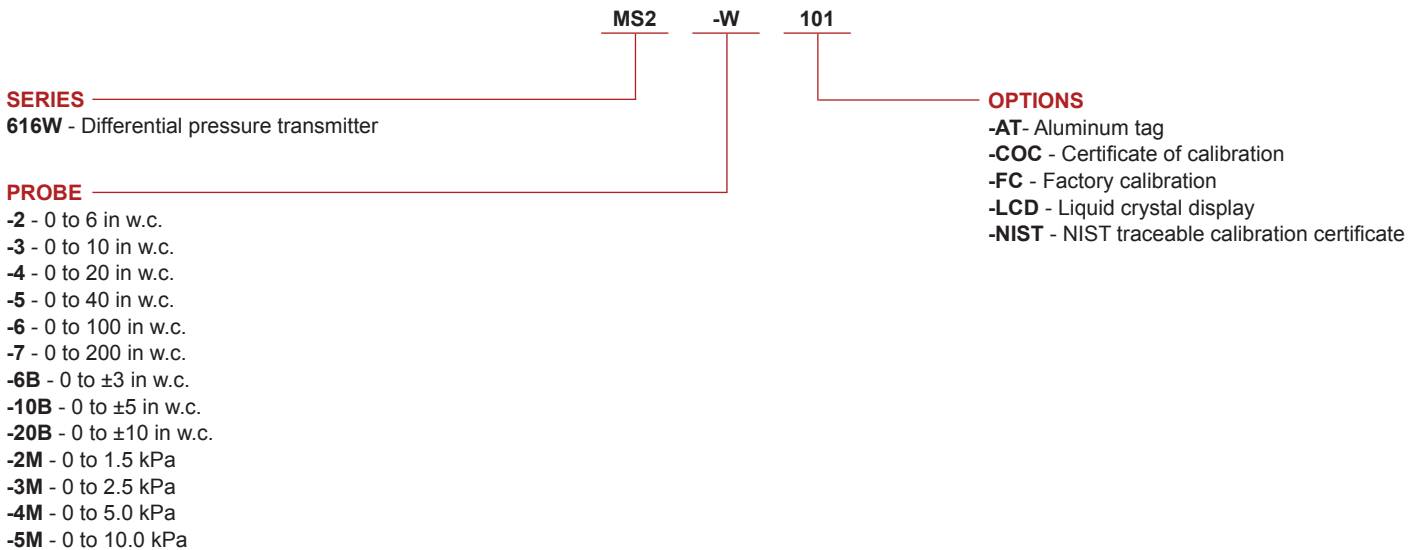 MS2 -W 101
SERIES
616W - Differential pressure transmitter
PROBE
-2 - 0 to 6 in w.c.
-3 - 0 to 10 in w.c.
-4 - 0 to 20 in w.c.
-5 - 0 to 40 in w.c.
-6 - 0 to 100 in w.c.
-7 - 0 to 200 in w.c.
-6B - 0 to ±3 in w.c.
-10B - 0 to ±5 in w.c.
-20B - 0 to ±10 in w.c.
-2M - 0 to 1.5 kPa
-3M - 0 to 2.5 kPa
-4M - 0 to 5.0 kPa
-5M - 0 to 10.0 kPa
OPTIONS
-AT- Aluminum tag
-COC - Certificate of calibration
-FC - Factory calibration
-LCD - Liquid crystal display
-NIST - NIST traceable calibration certificate